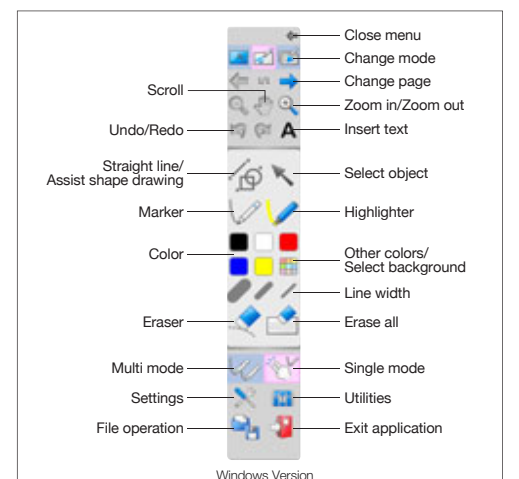 Close menu
Change mode
Change page
Scroll
1/1
Zoom in/Zoom out
Undo/Redo
Insert text
A
Straight line/
Assist shape drawing
Select object
Marker
Highlighter
Color
Other colors/
Select background
Line width
Eraser
Erase all
Multi mode
Single mode
Settings
Utilities
File operation
Exit application
Windows Version